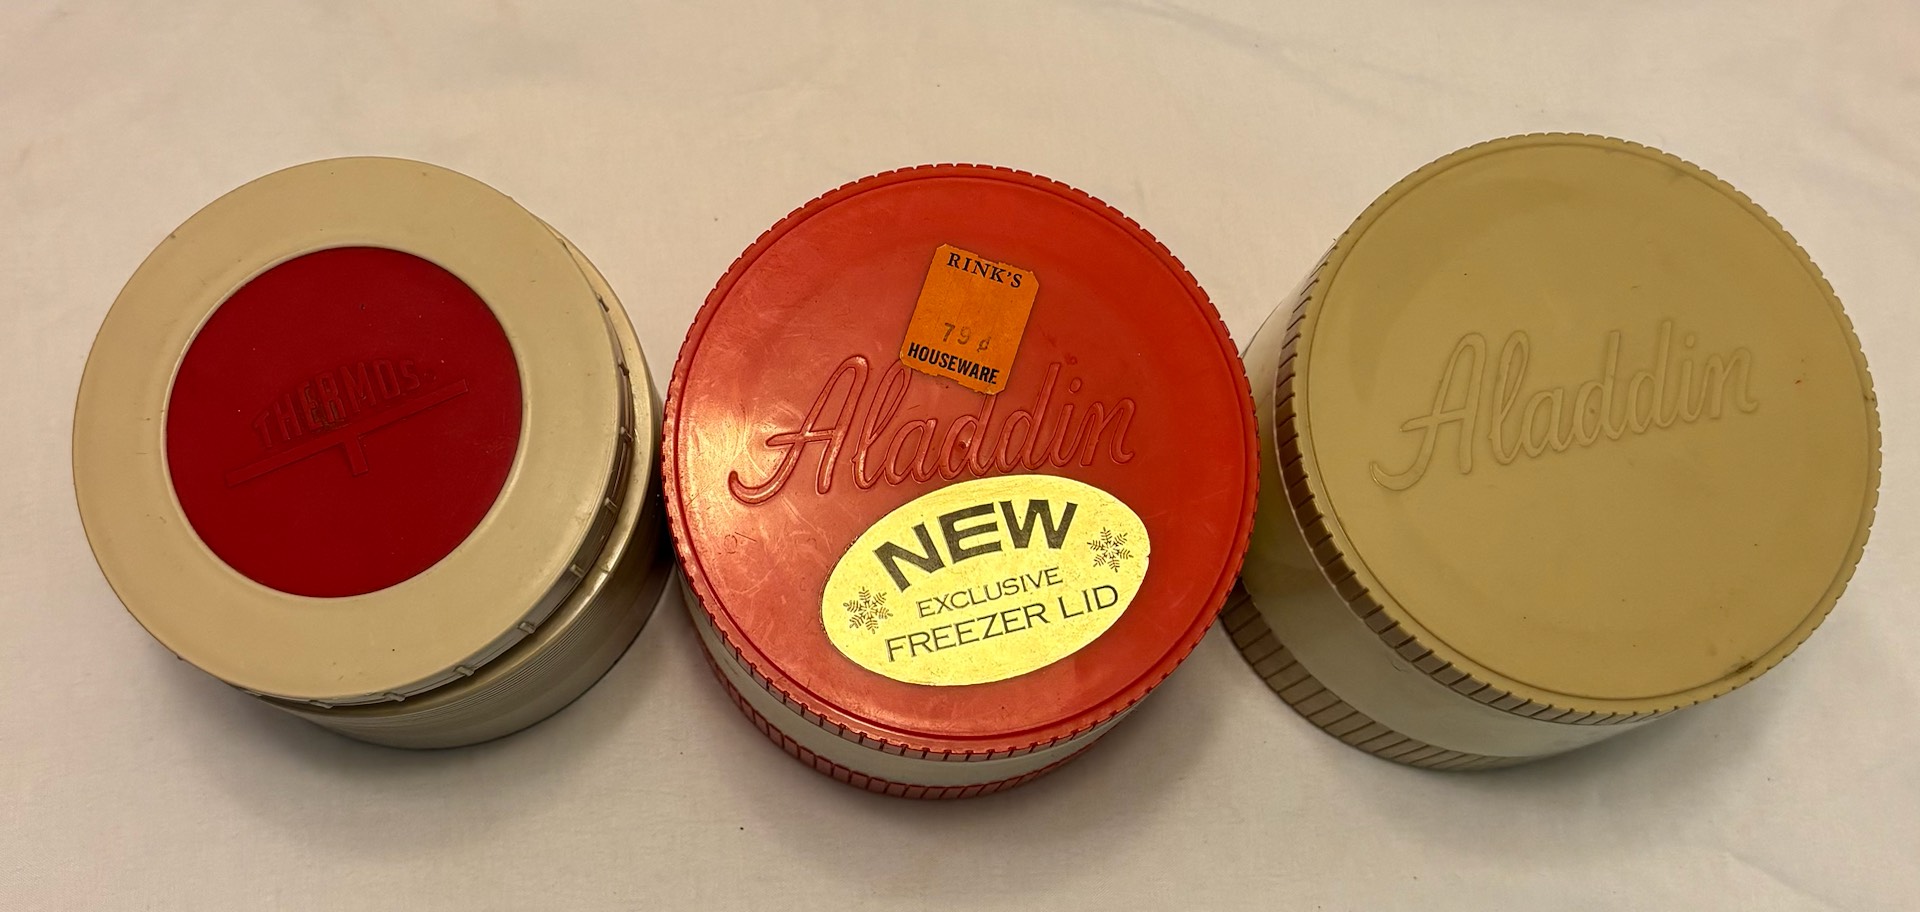 THERMOS
RINK'S
79¢
HOUSEWARE
Aladdin
NEW
EXCLUSIVE
FREEZER LID
Aladdin